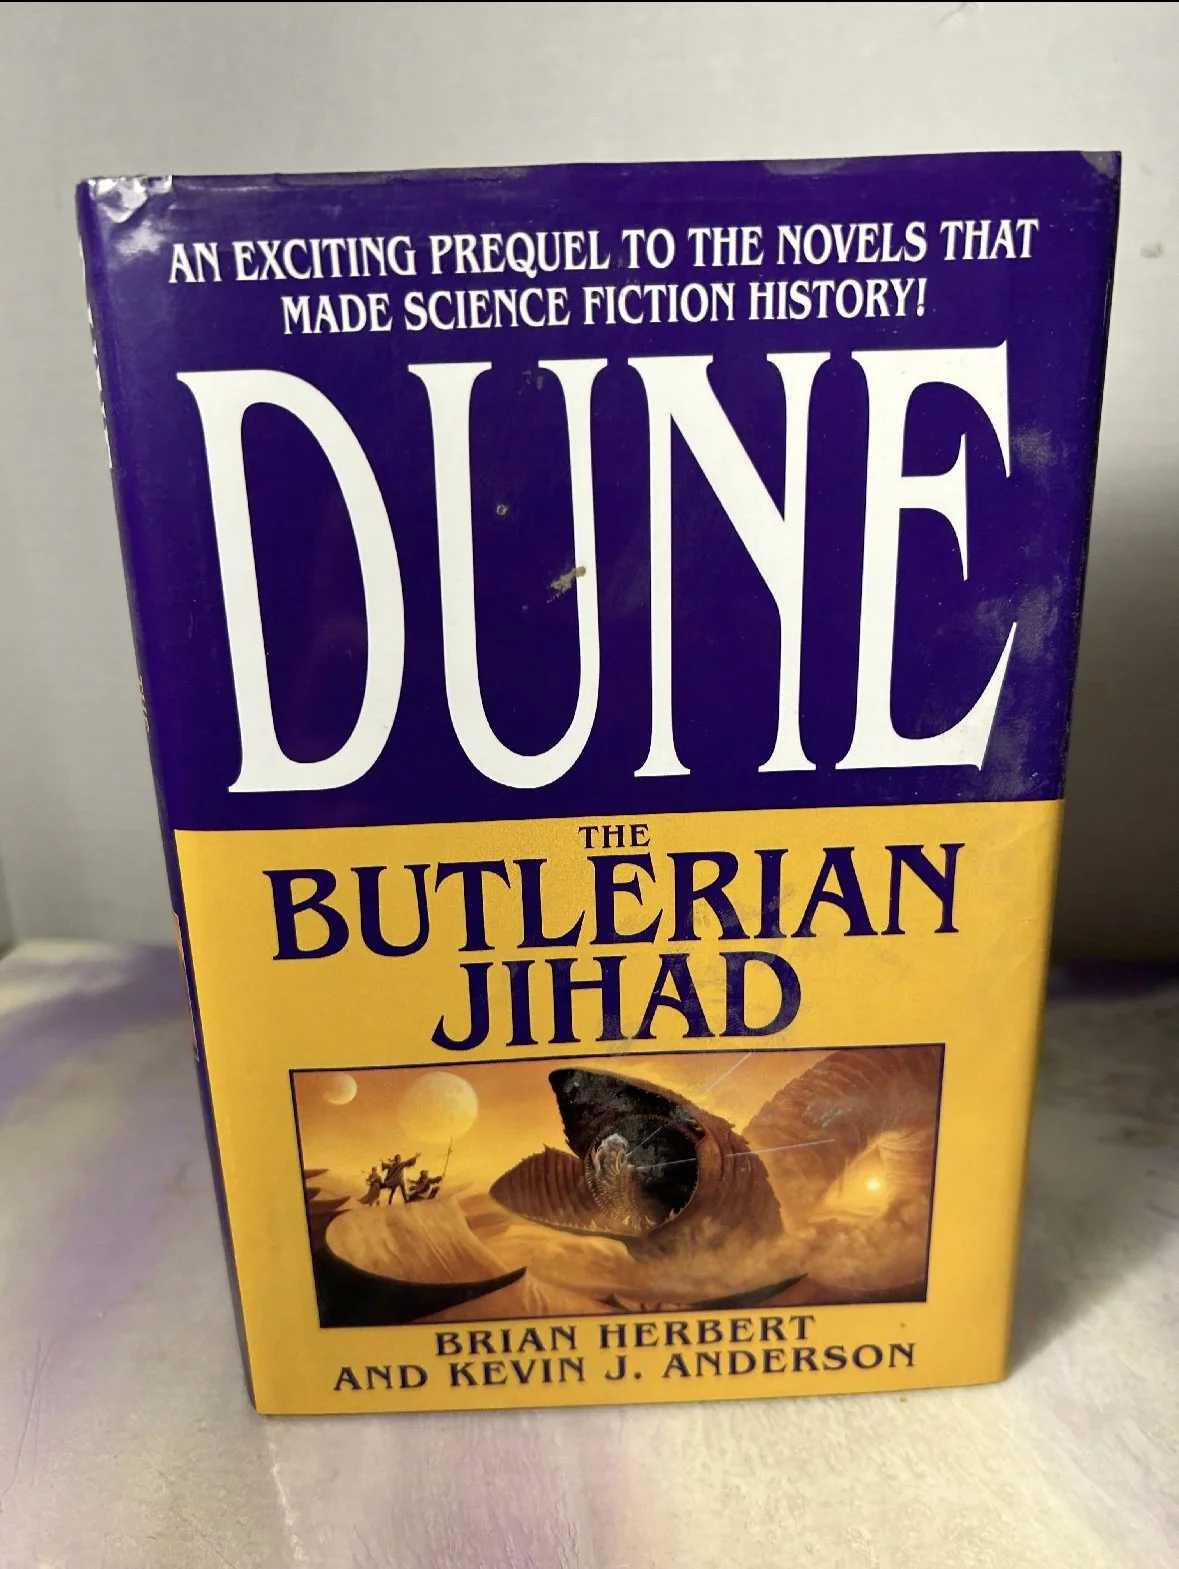 AN EXCITING PREQUEL TO THE NOVELS THAT
MADE SCIENCE FICTION HISTORY!
DUNE
THE
BUTLERIAN
JIHAD
BRIAN HERBERT
AND KEVIN J. ANDERSON